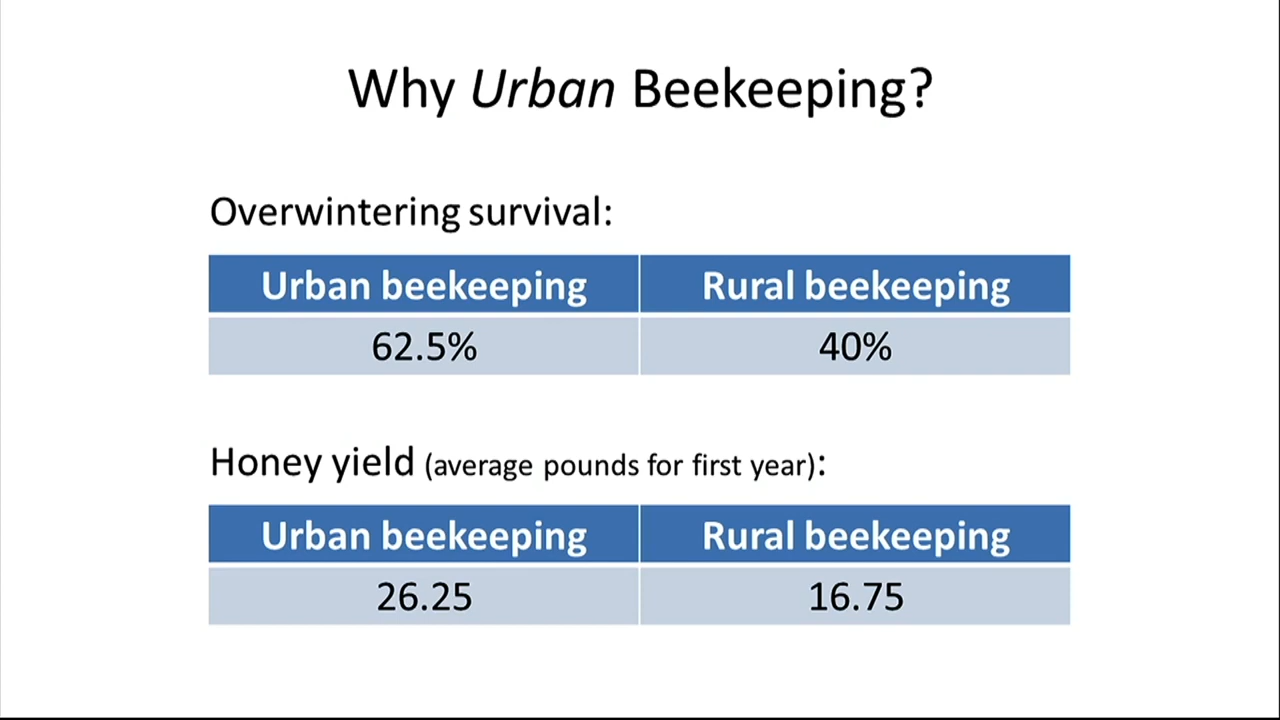 Why Urban Beekeeping?
Overwintering survival:
Urban beekeeping Rural beekeeping
62.5% 40%
Honey yield (average pounds for first year):
Urban beekeeping Rural beekeeping
26.25 16.75